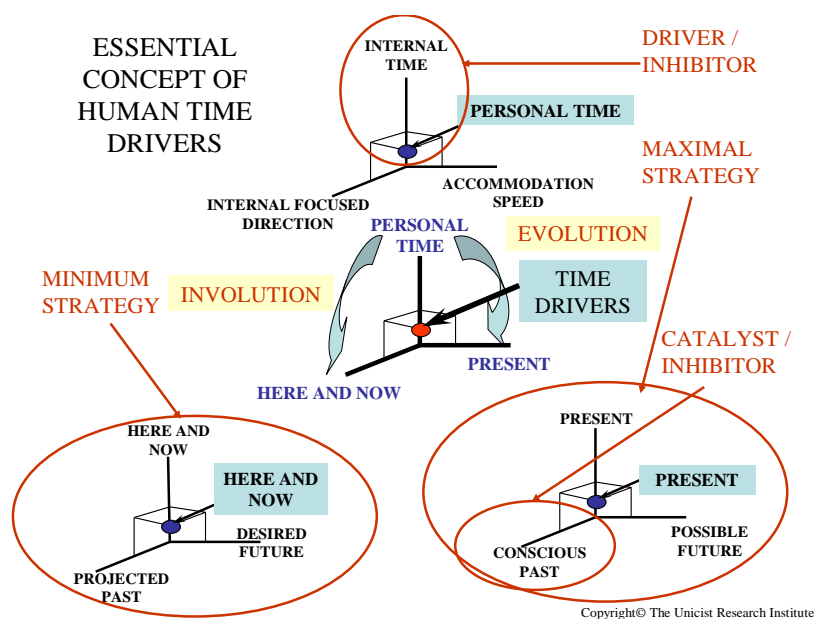 ESSENTIAL
CONCEPT OF
HUMAN TIME
DRIVERS
INTERNAL
TIME
DRIVER /
INHIBITOR
PERSONAL TIME
MAXIMAL
STRATEGY
ACCOMMODATION
SPEED
INTERNAL FOCUSED
DIRECTION
PERSONAL
TIME
EVOLUTION
MINIMUM
STRATEGY
INVOLUTION
TIME
DRIVERS
CATALYST /
INHIBITOR
HERE AND NOW
PRESENT
HERE AND
NOW
HERE AND
NOW
DESIRED
FUTURE
PROJECTED
PAST
PRESENT
PRESENT
POSSIBLE
FUTURE
CONSCIOUS
PAST
Copyright© The Unicist Research Institute